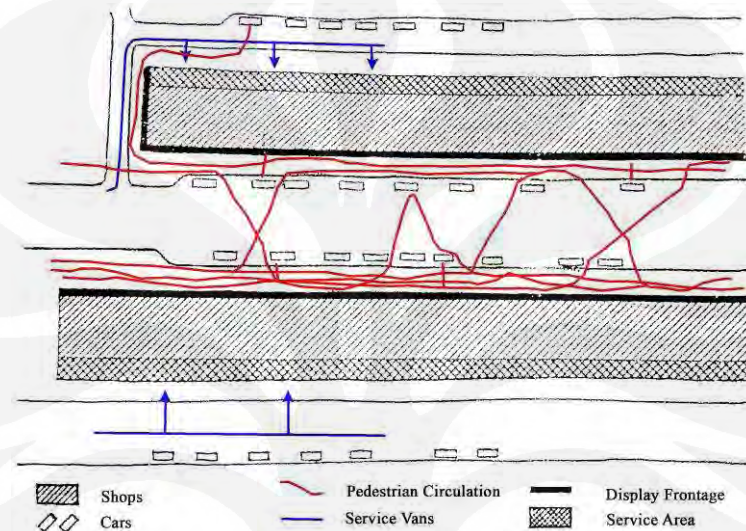 Shops
Pedestrian Circulation
Display Frontage
Cars
Service Vans
Service Area